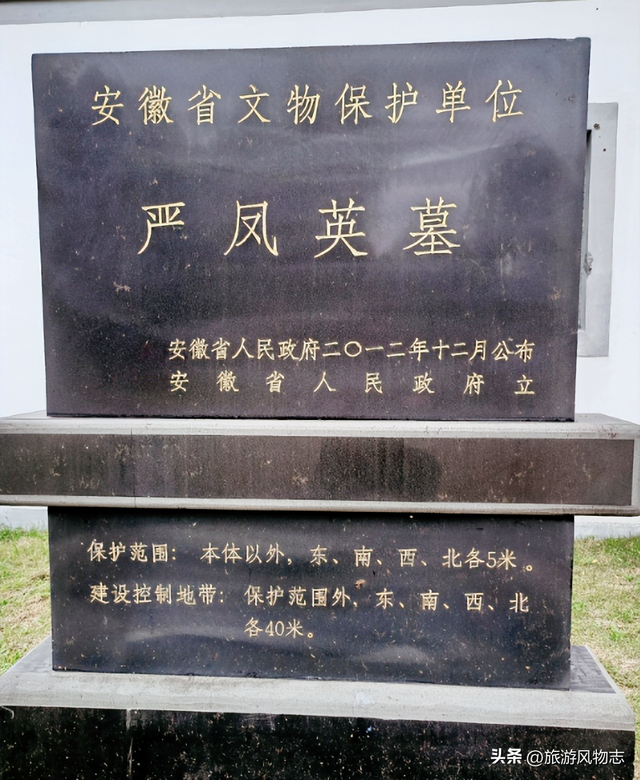 安徽省文物保护单位
严凤英墓
安徽省人民政府二〇一二年十二月公布
安徽省人民政府立
保护范围：本体以外，东、南、西、北各5米。
建设控制地带：保护范围外，东、南、西、北
各40米。
头条@旅游风物志